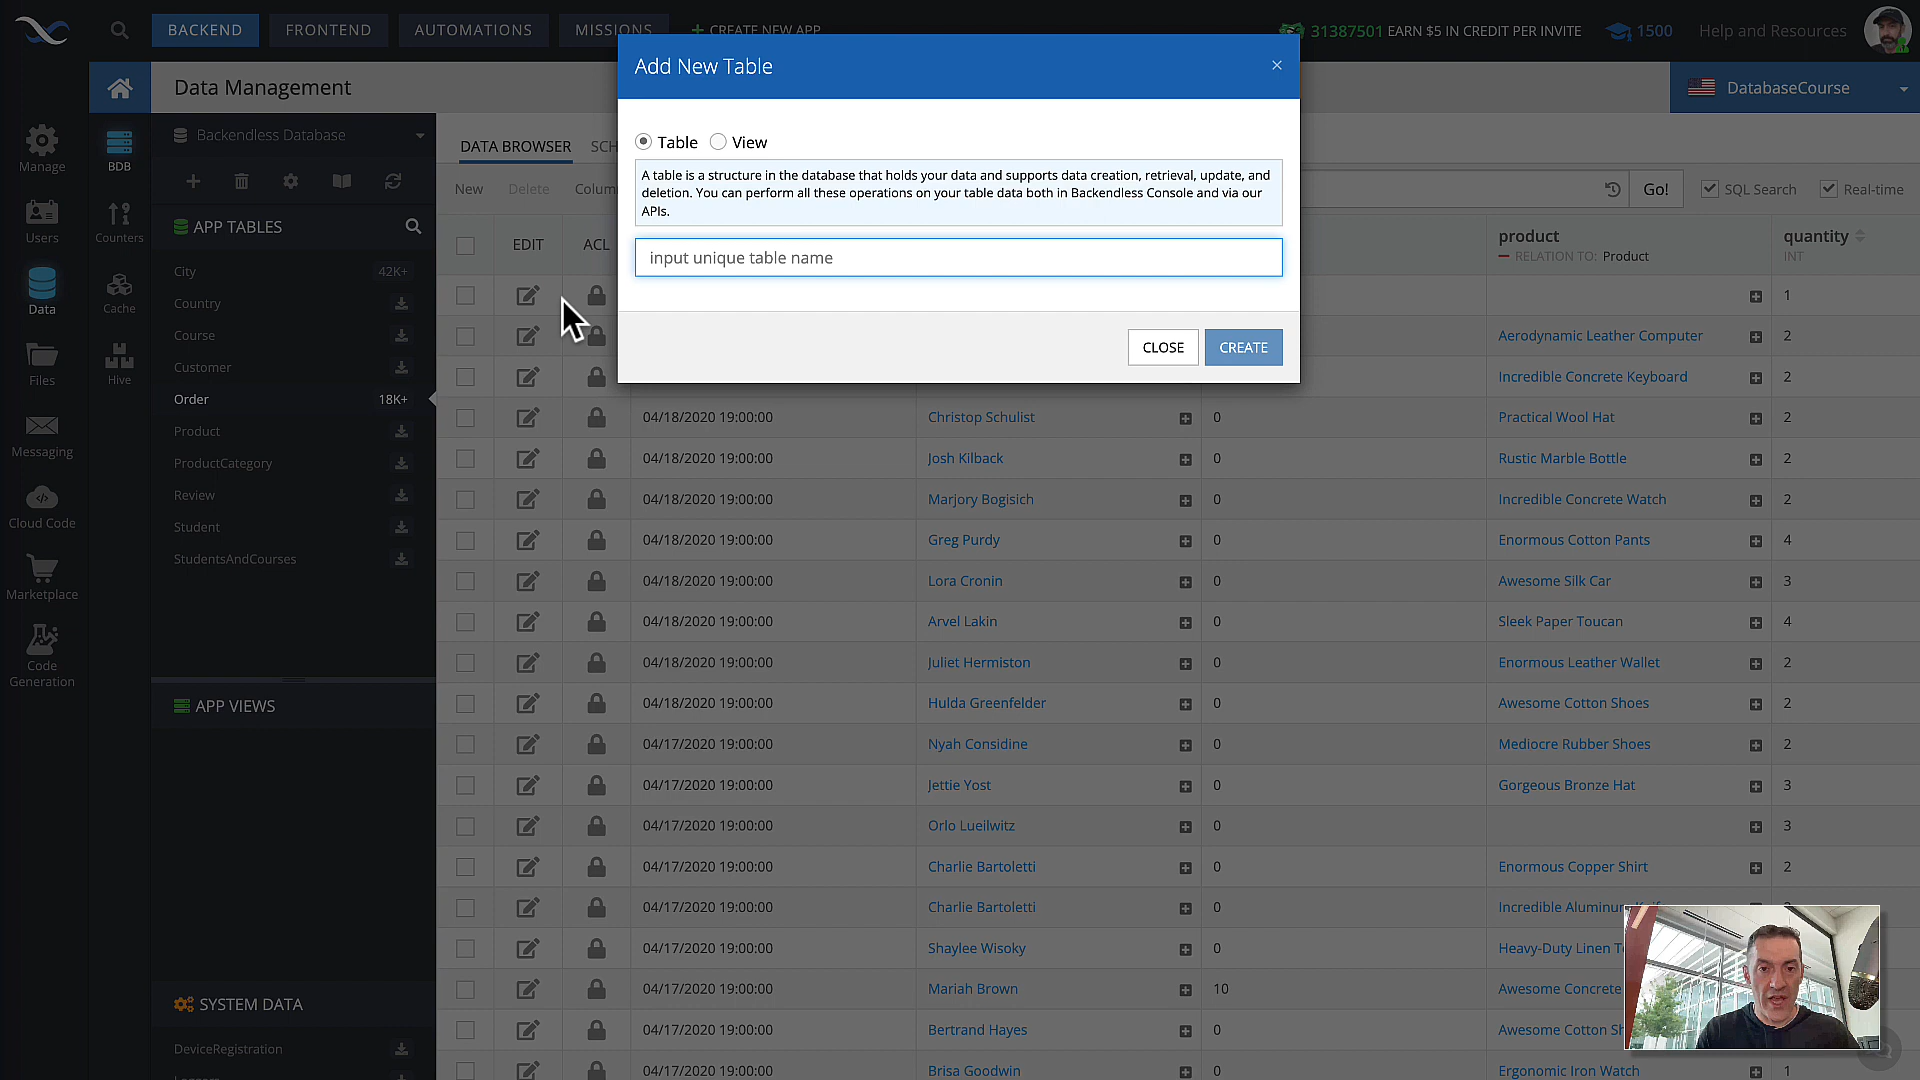 BACKEND
FRONTEND
AUTOMATIONS
MISSIONS
CREATE NEW APP
31387501 EARN $5 IN CREDIT PER INVITE
1500
Help and Resources
Data Management
DatabaseCourse
Add New Table
×
Table
View
A table is a structure in the database that holds your data and supports data creation, retrieval, update, and
deletion. You can perform all these operations on your table data both in Backendless Console and via our
APIs.
input unique table name
CLOSE
CREATE
Manage
Users
Data
Files
Messaging
Cloud Code
Marketplace
Code
Generation
BDB
Counters
Cache
Hive
Backendless Database
APP TABLES
City 42K+
Country
Course
Customer
Order 18K+
Product
ProductCategory
Review
Student
StudentsAndCourses
APP VIEWS
SYSTEM DATA
DeviceRegistration
DATA BROWSER
SCH
New
Delete
Colum
Go!
SQL Search
Real-time
EDIT
ACL
product
RELATION TO: Product
quantity
INT
1
Aerodynamic Leather Computer 2
Incredible Concrete Keyboard 2
04/18/2020 19:00:00 Christop Schulist 0 Practical Wool Hat 2
04/18/2020 19:00:00 Josh Kilback 0 Rustic Marble Bottle 2
04/18/2020 19:00:00 Marjory Bogisich 0 Incredible Concrete Watch 2
04/18/2020 19:00:00 Greg Purdy 0 Enormous Cotton Pants 4
04/18/2020 19:00:00 Lora Cronin 0 Awesome Silk Car 3
04/18/2020 19:00:00 Arvel Lakin 0 Sleek Paper Toucan 4
04/18/2020 19:00:00 Juliet Hermiston 0 Enormous Leather Wallet 2
04/18/2020 19:00:00 Hulda Greenfelder 0 Awesome Cotton Shoes 2
04/17/2020 19:00:00 Nyah Considine 0 Mediocre Rubber Shoes 2
04/17/2020 19:00:00 Jettie Yost 0 Gorgeous Bronze Hat 3
04/17/2020 19:00:00 Orlo Lueilwitz 0 3
04/17/2020 19:00:00 Charlie Bartoletti 0 Enormous Copper Shirt 2
04/17/2020 19:00:00 Charlie Bartoletti 0 Incredible Aluminum
04/17/2020 19:00:00 Shaylee Wisoky 0 Heavy-Duty Linen T
04/17/2020 19:00:00 Mariah Brown 10 Awesome Concrete
04/17/2020 19:00:00 Bertrand Hayes 0 Awesome Cotton Sh
04/17/2020 19:00:00 Brisa Goodwin 0 Ergonomic Iron Watch 1